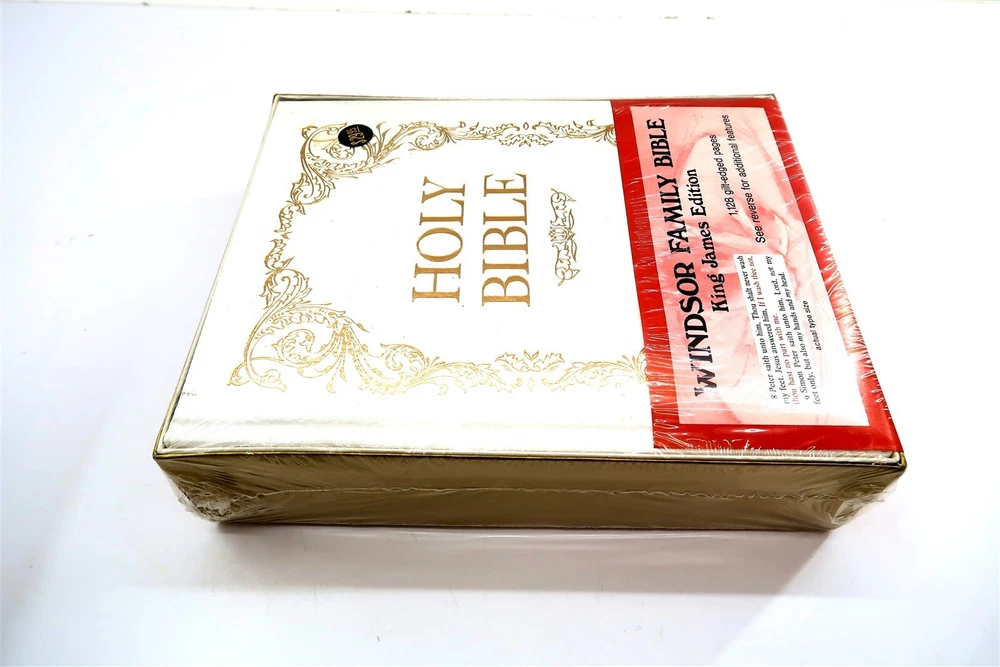 HOLY
BIBLE
WINDSOR FAMILY BIBLE
King James Edition
1,128 gilt-edged pages
See reverse for additional features
8 Peter saith unto him, Thou shalt never wash
my feet. Jesus answered him, If I wash thee not,
thou hast no part with me.
9 Simon Peter saith unto him, Lord, not my
feet only, but also my hands and my head.
actual type size